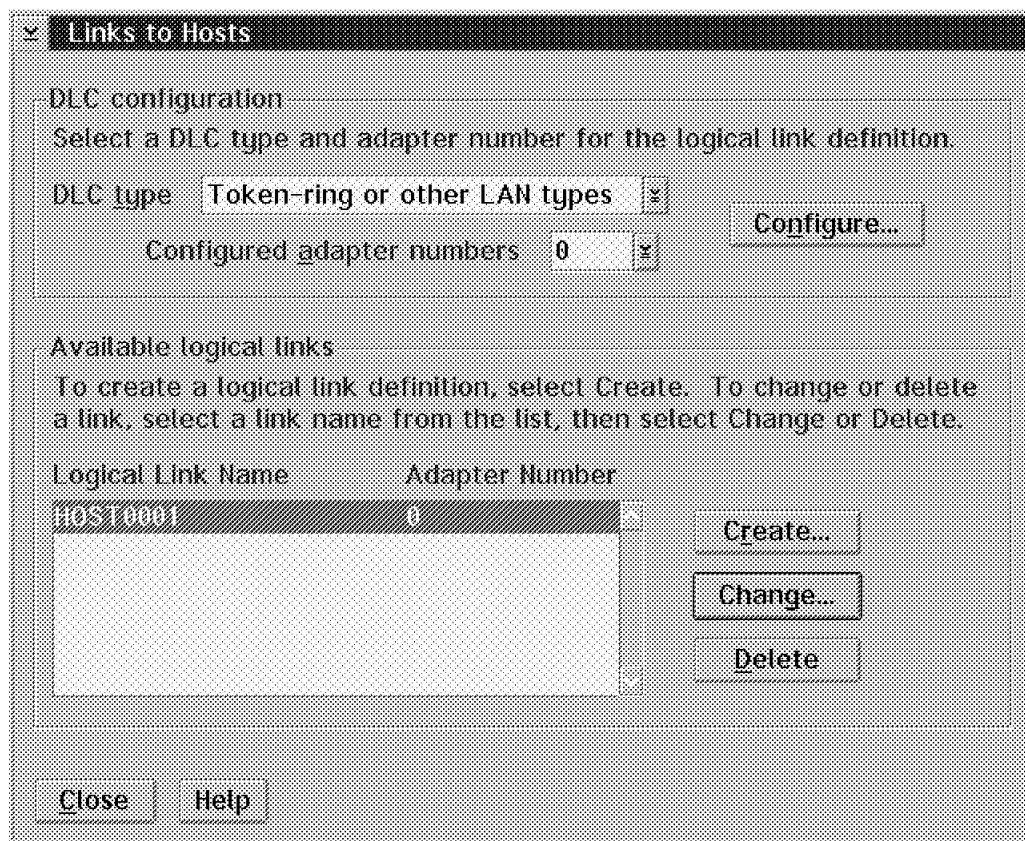 Links to Hosts
DLC configuration
Select a DLC type and adapter number for the logical link definition.
DLC type Token-ring or other LAN types
Configure...
Configured adapter numbers 0
Available logical links
To create a logical link definition, select Create. To change or delete
a link, select a link name from the list, then select Change or Delete.
Logical Link Name Adapter Number
HOST0001 0
Create...
Change...
Delete
Close Help